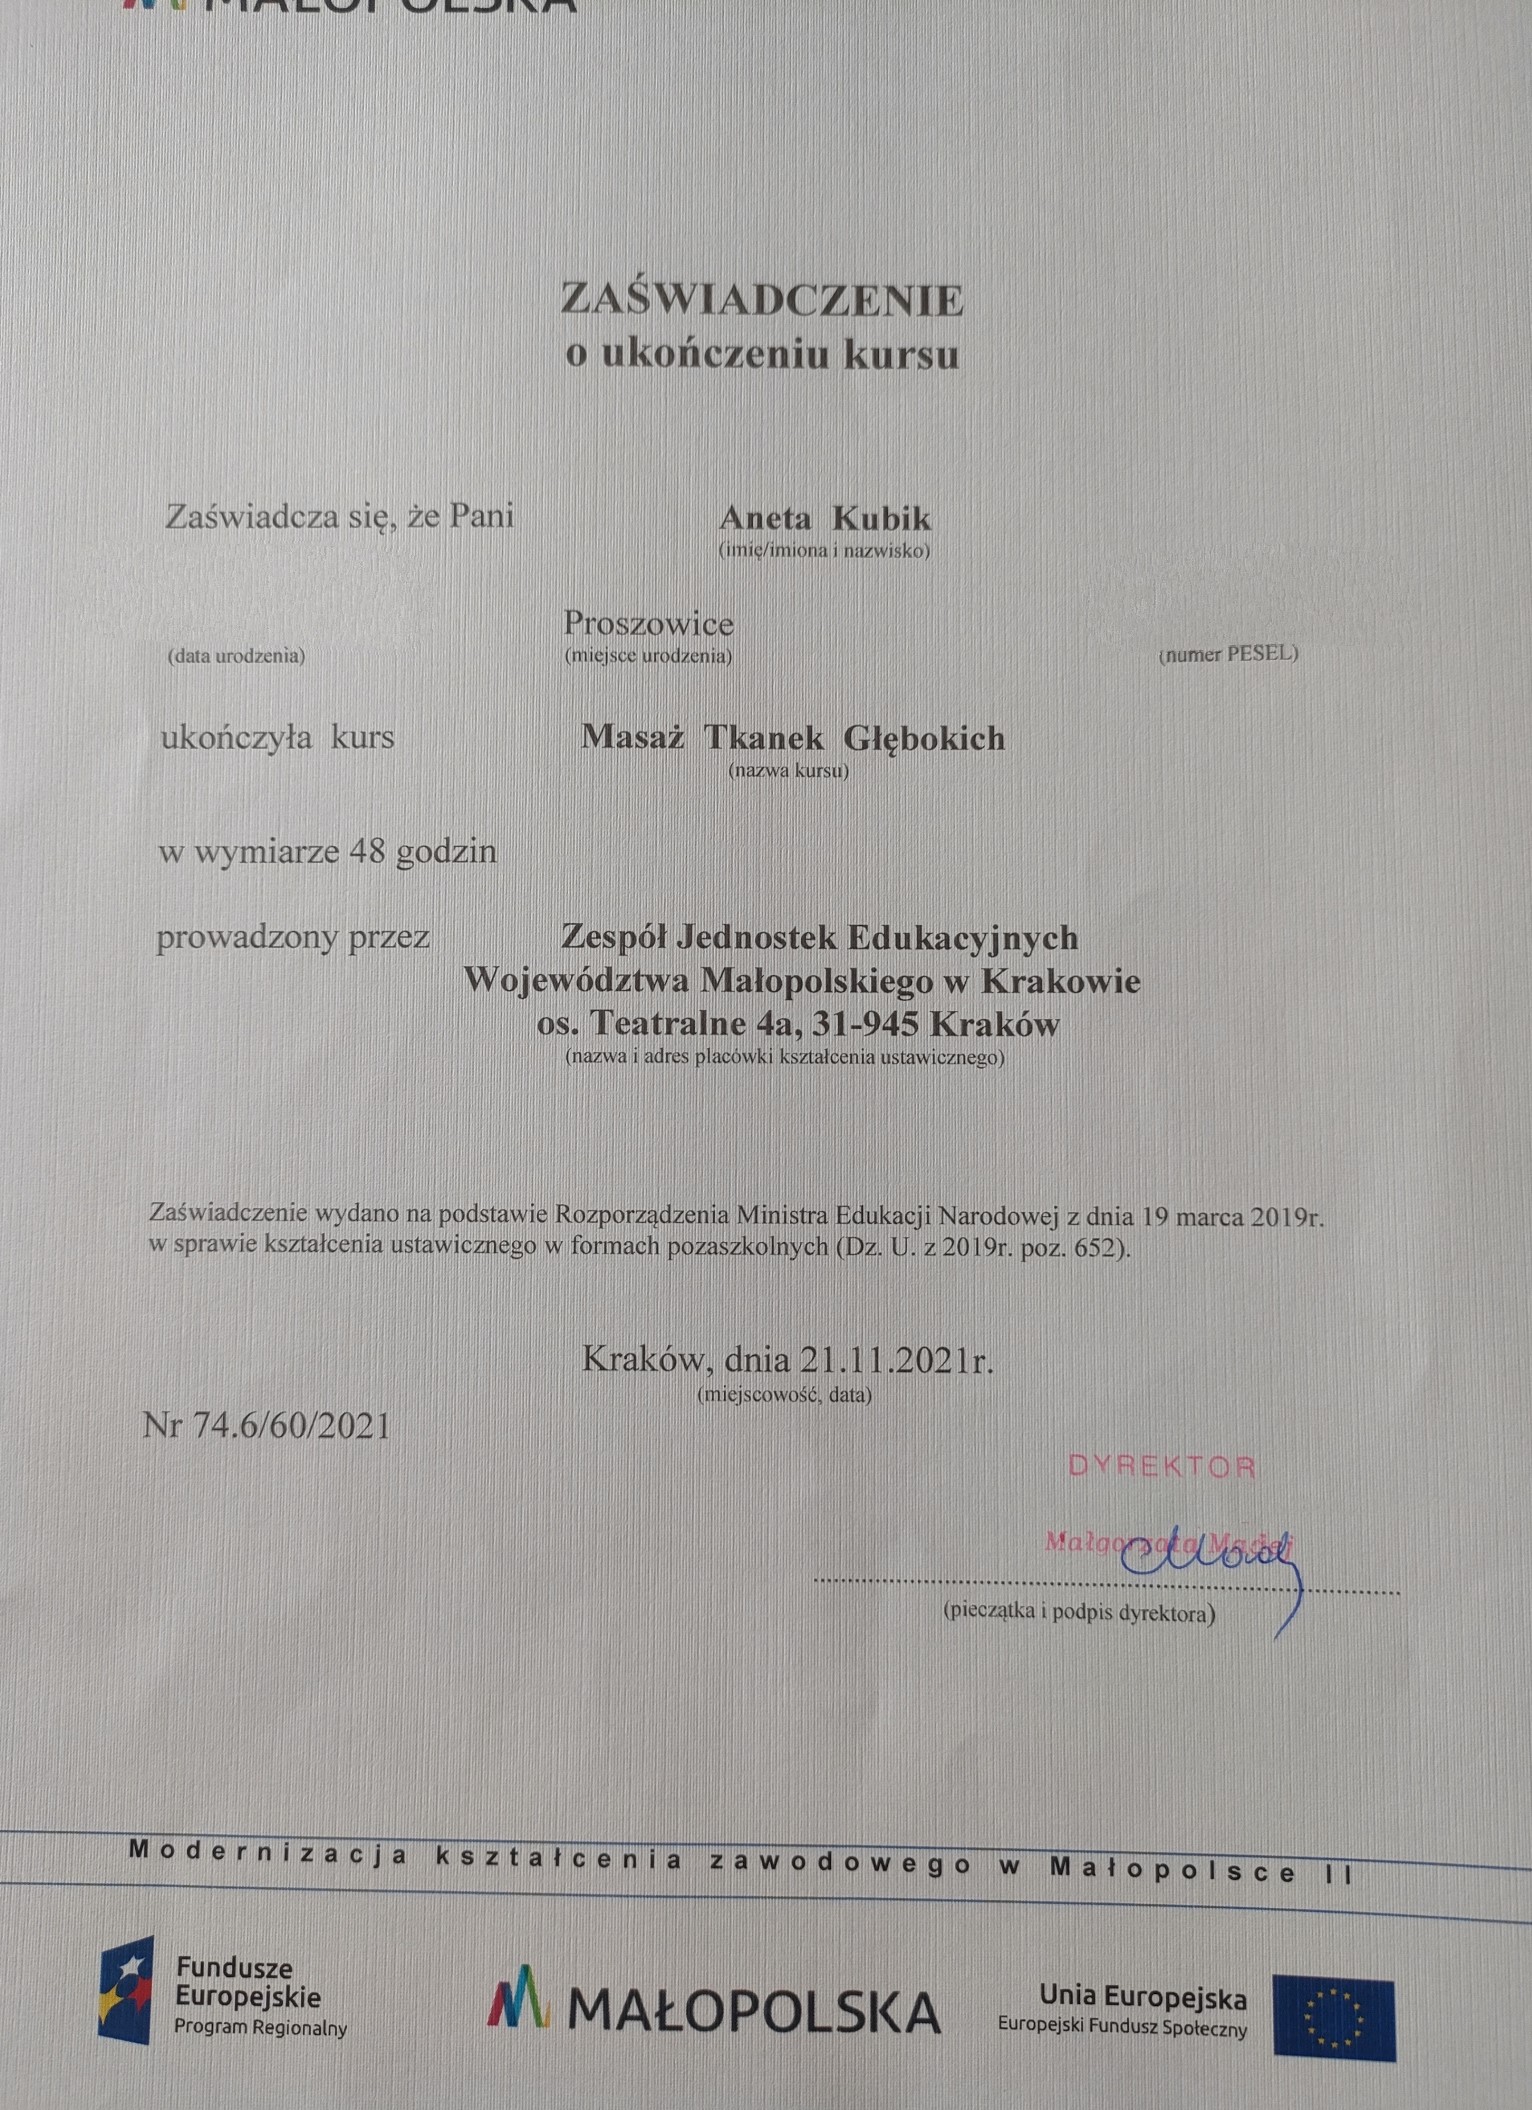 MAŁOPOLSKA
ZAŚWIADCZENIE
o ukończeniu kursu
Zaświadcza się, że Pani Aneta Kubik
(imię/imiona i nazwisko)
Proszowice
(data urodzenia) (miejsce urodzenia) (numer PESEL)
ukończyła kurs Masaż Tkanek Głębokich
(nazwa kursu)
w wymiarze 48 godzin
prowadzony przez Zespół Jednostek Edukacyjnych
Województwa Małopolskiego w Krakowie
os. Teatralne 4a, 31-945 Kraków
(nazwa i adres placówki kształcenia ustawicznego)
Zaświadczenie wydano na podstawie Rozporządzenia Ministra Edukacji Narodowej z dnia 19 marca 2019r.
w sprawie kształcenia ustawicznego w formach pozaszkolnych (Dz. U. z 2019r. poz. 652).
Kraków, dnia 21.11.2021r.
(miejscowość, data)
Nr 74.6/60/2021
DYREKTOR
Małgorzata Madej
(pieczątka i podpis dyrektora)
Modernizacja kształcenia zawodowego w Małopolsce II
Fundusze
Europejskie
Program Regionalny
MAŁOPOLSKA
Unia Europejska
Europejski Fundusz Społeczny